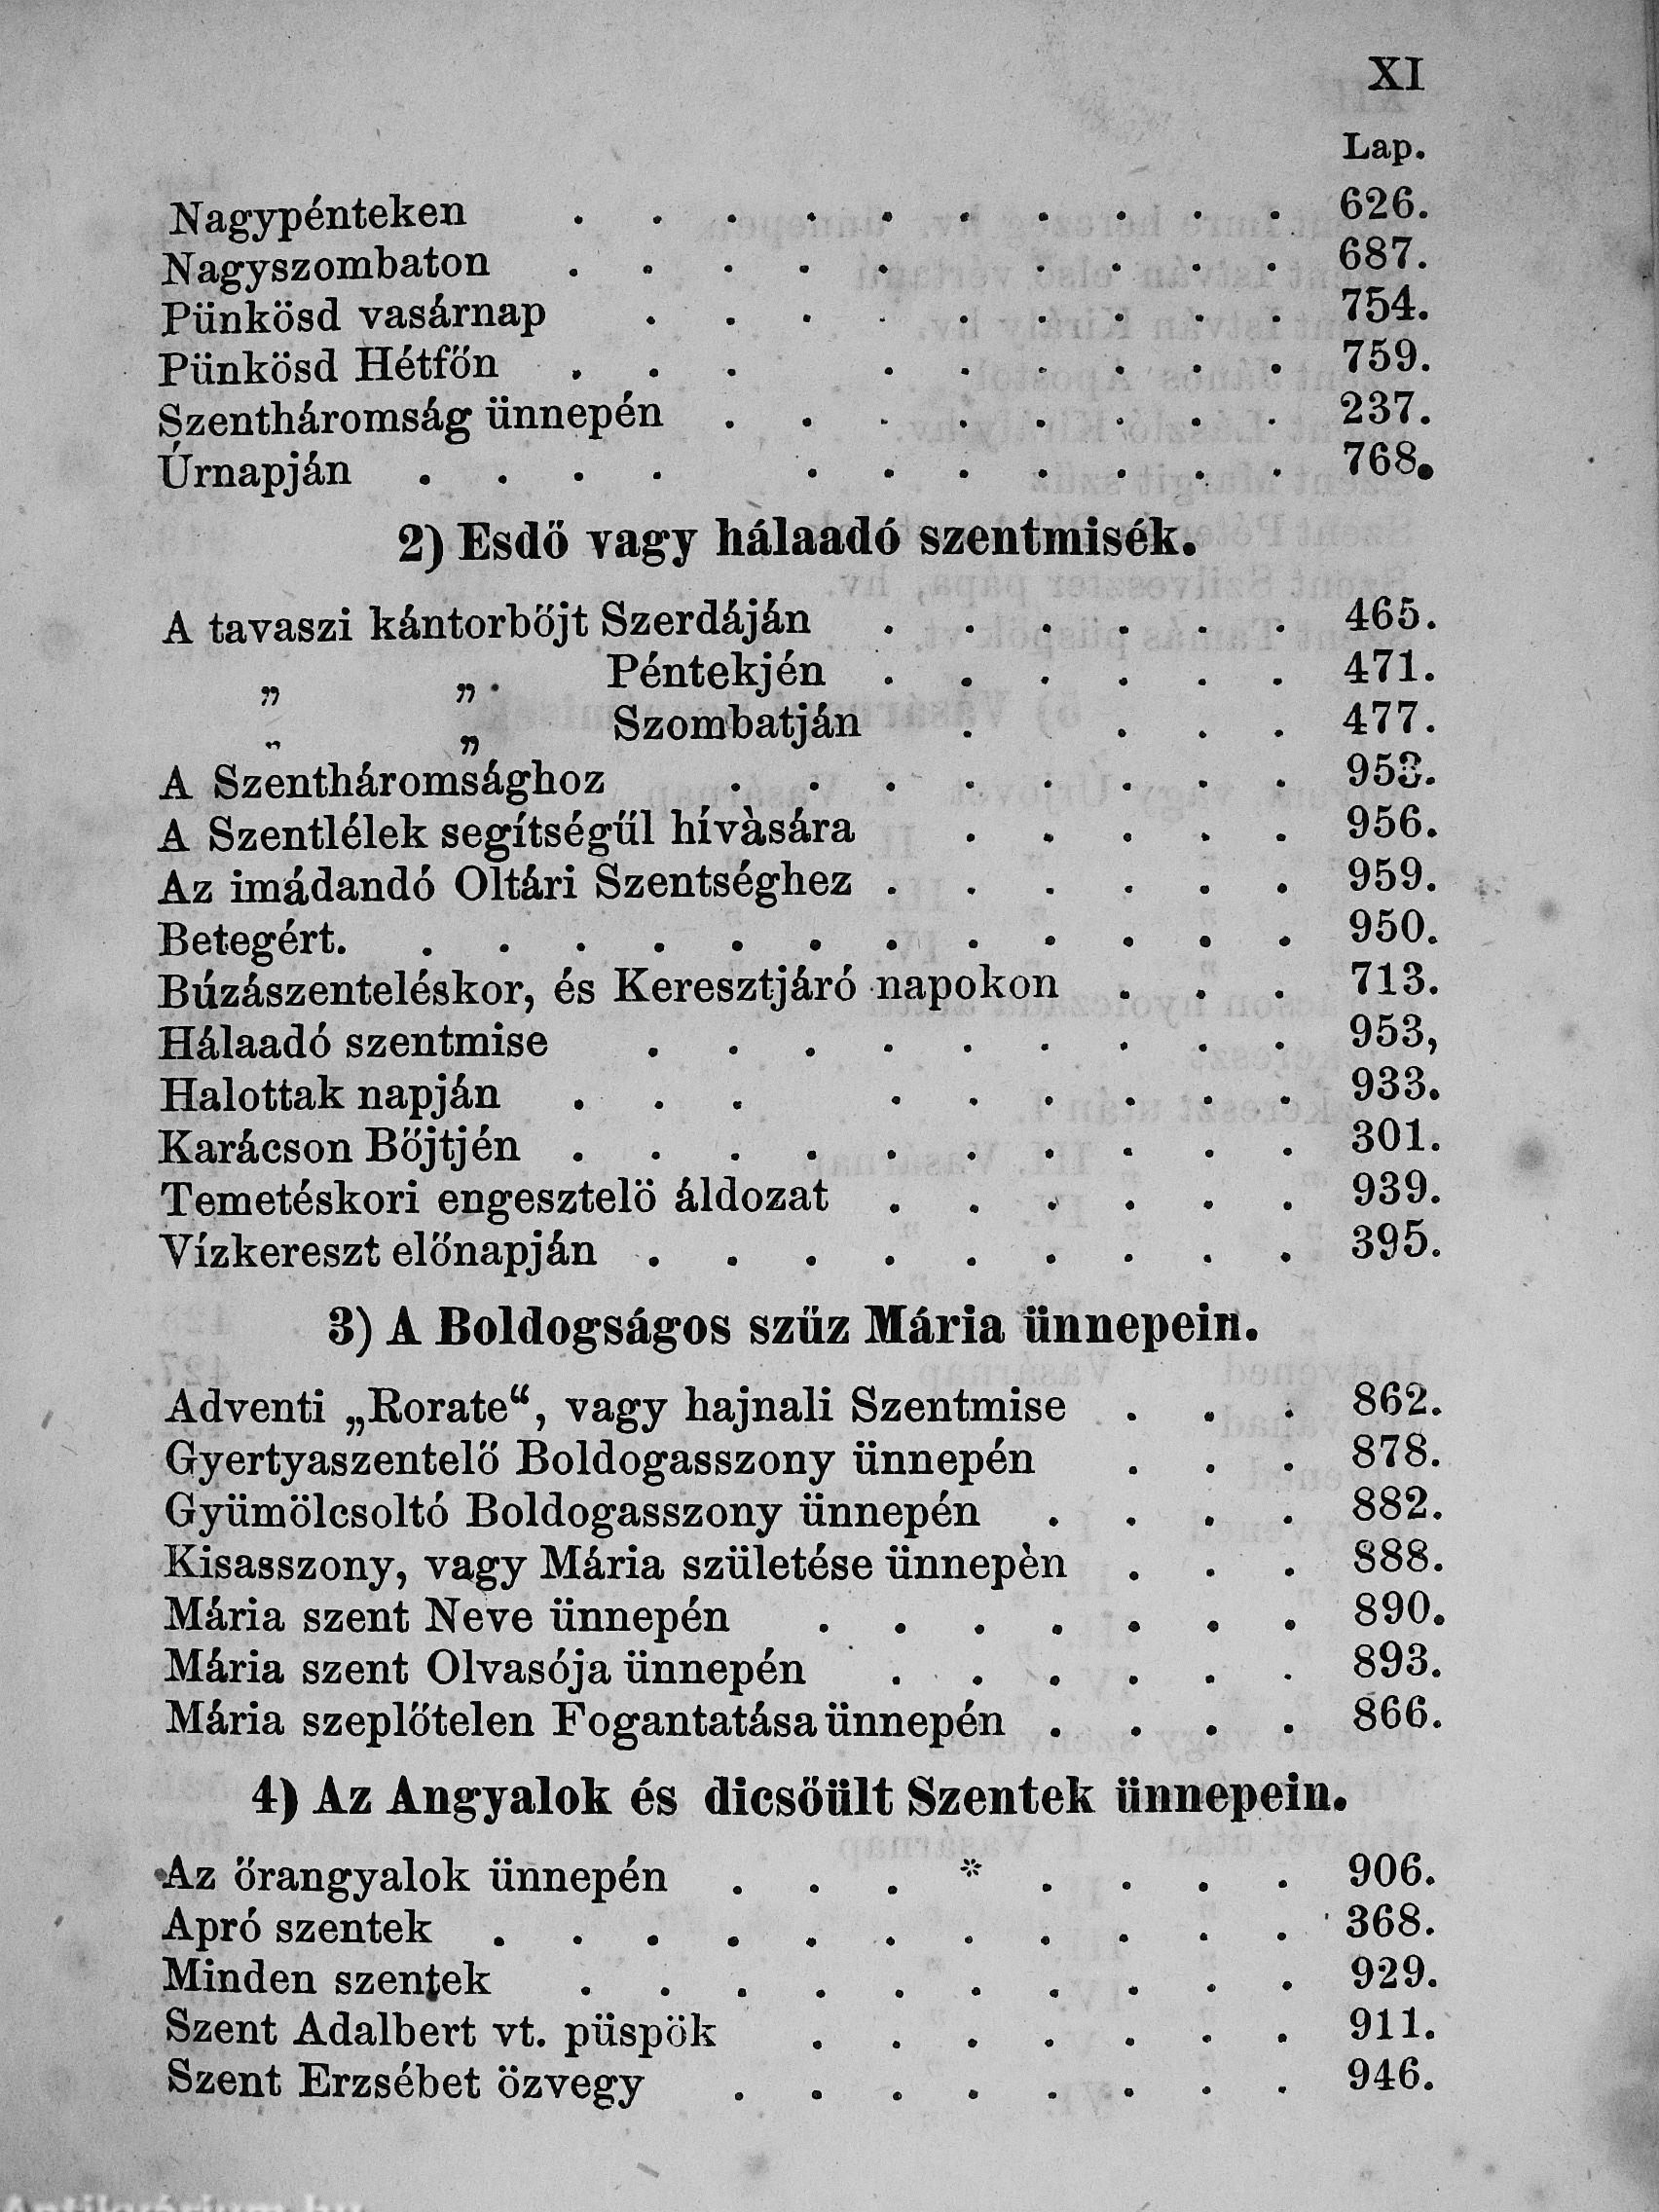 XI
Lap.
Nagypénteken . . . . . . . . . . 626.
Nagyszombaton . . . . . . . . . 687.
Pünkösd vasárnap . . . . . . . . . 754.
Pünkösd Hétfőn . . . . . . . . . 759.
Szentháromság ünnepén . . . . . . . . 237.
Úrnapján . . . . . . . . . . . 768.
2) Esdő vagy hálaadó szentmisék.
A tavaszi kántorbőjt Szerdáján . . . . . . 465.
„ „ Péntekjén . . . . . . 471.
„ „ Szombatján . . . . 477.
A Szentháromsághoz . . . . . . . . 953.
A Szentlélek segítségűl hívàsára . . . . . 956.
Az imádandó Oltári Szentséghez . . . . . . 959.
Betegért. . . . . . . . . . . . . 950.
Búzászenteléskor, és Keresztjáró napokon . . . 713.
Hálaadó szentmise . . . . . . . . . 953,
Halottak napján . . . . . . . . . 933.
Karácson Bőjtjén . . . . . . . . . . 301.
Temetéskori engesztelö áldozat . . . . . . 939.
Vízkereszt előnapján . . . . . . . . . 395.
3) A Boldogságos szűz Mária ünnepein.
Adventi „Rorate“, vagy hajnali Szentmise . . . 862.
Gyertyaszentelő Boldogasszony ünnepén . . . 878.
Gyümölcsoltó Boldogasszony ünnepén . . . . 882.
Kisasszony, vagy Mária születése ünnepèn . . . 888.
Mária szent Neve ünnepén . . . . . . . 890.
Mária szent Olvasója ünnepén . . . . . . 893.
Mária szeplőtelen Fogantatása ünnepén . . . . 866.
4) Az Angyalok és dicsőült Szentek ünnepein.
Az őrangyalok ünnepén . . . * . . . . 906.
Apró szentek . . . . . . . . . . . 368.
Minden szentek . . . . . . . . . . 929.
Szent Adalbert vt. püspök . . . . . . . 911.
Szent Erzsébet özvegy . . . . . . . . 946.